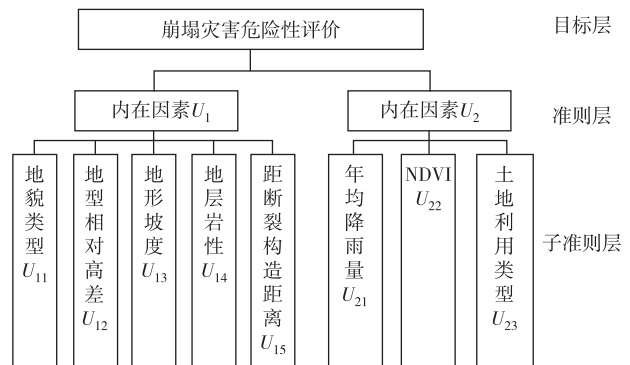 崩塌灾害危险性评价
目标层
内在因素U1
内在因素U2
准则层
地貌类型U11
地型相对高差U12
地形坡度U13
地层岩性U14
距断裂构造距离U15
年均降雨量U21
NDVI U22
土地利用类型U23
子准则层